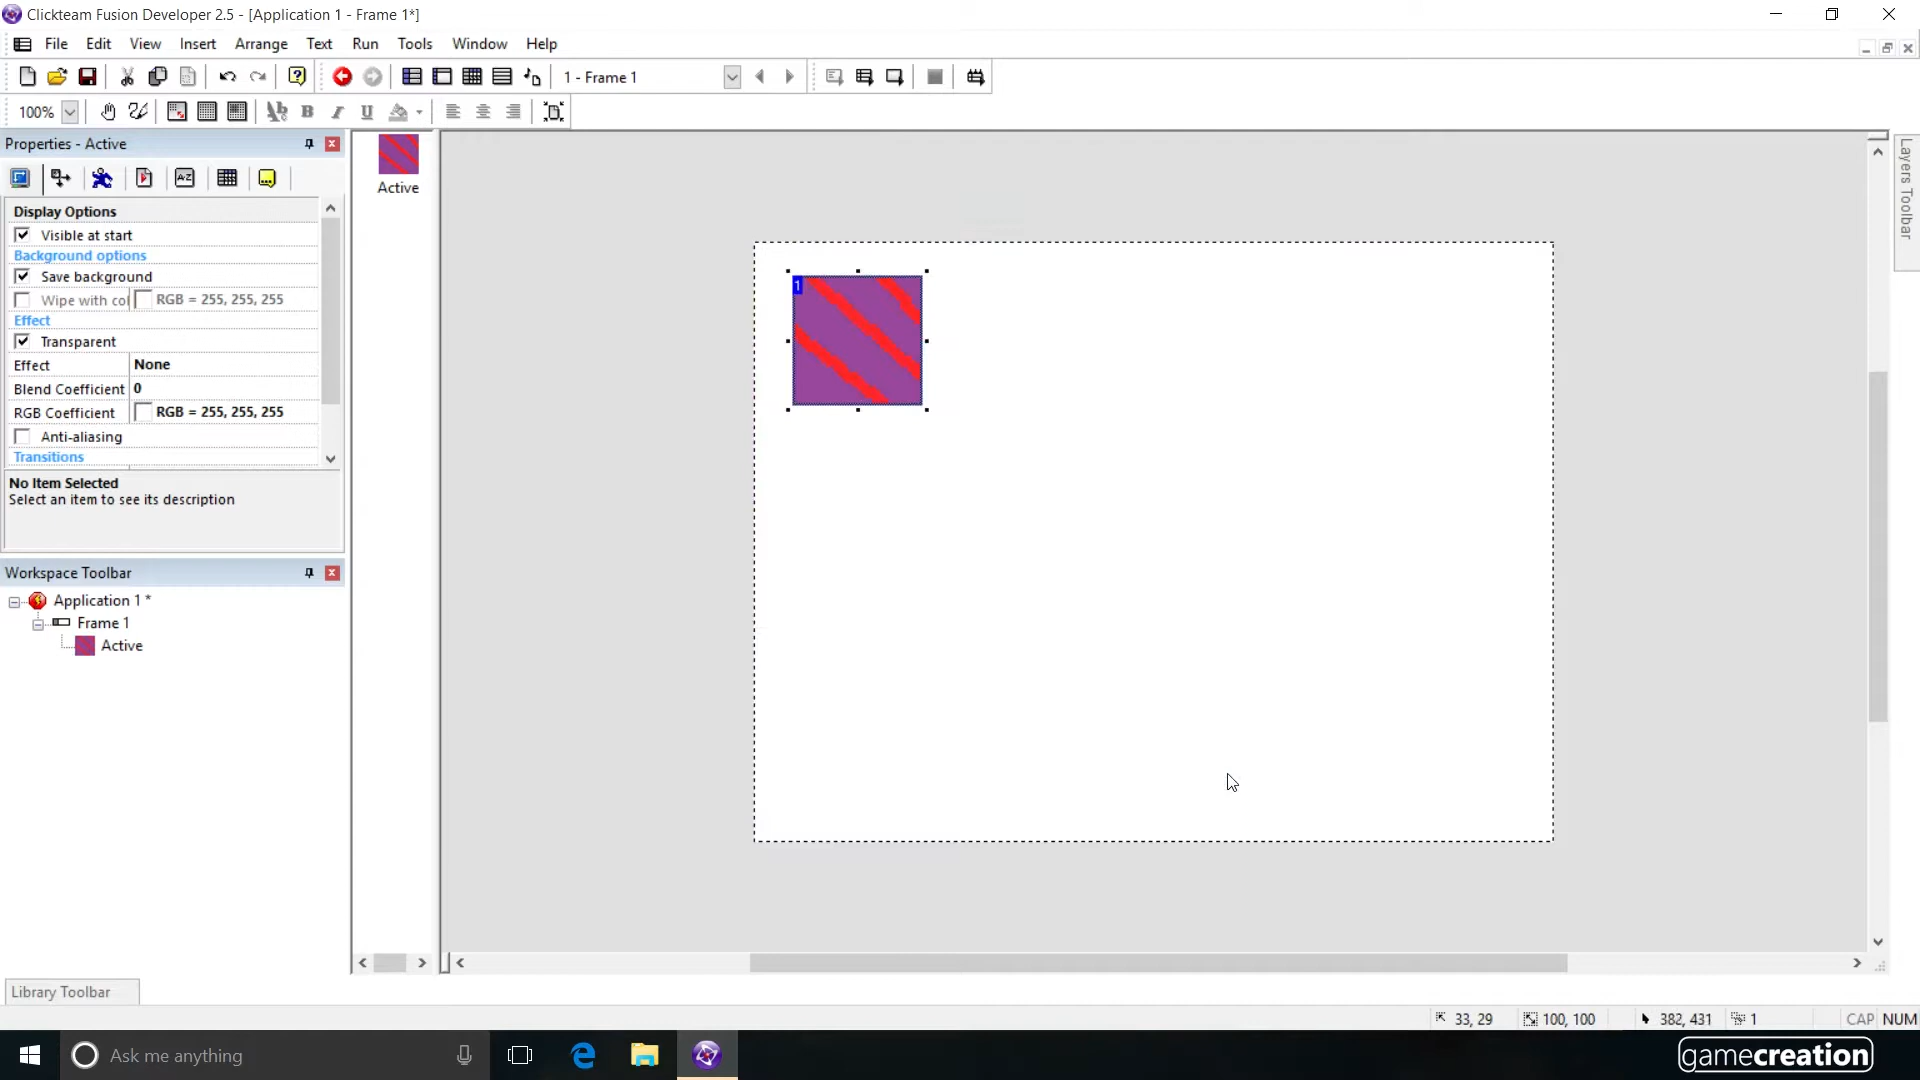 Clickteam Fusion Developer 2.5 - [Application 1 - Frame 1*]
File Edit View Insert Arrange Text Run Tools Window Help
1 - Frame 1
100%
Properties - Active
Display Options
Visible at start
Background options
Save background
Wipe with col RGB = 255, 255, 255
Effect
Transparent
Effect None
Blend Coefficient 0
RGB Coefficient RGB = 255, 255, 255
Anti-aliasing
Transitions
No Item Selected
Select an item to see its description
Workspace Toolbar
Application 1 *
Frame 1
Active
Active
1
Layers Toolbar
Library Toolbar
33, 29 100, 100 382, 431 1 CAP NUM
Ask me anything
gamecreation